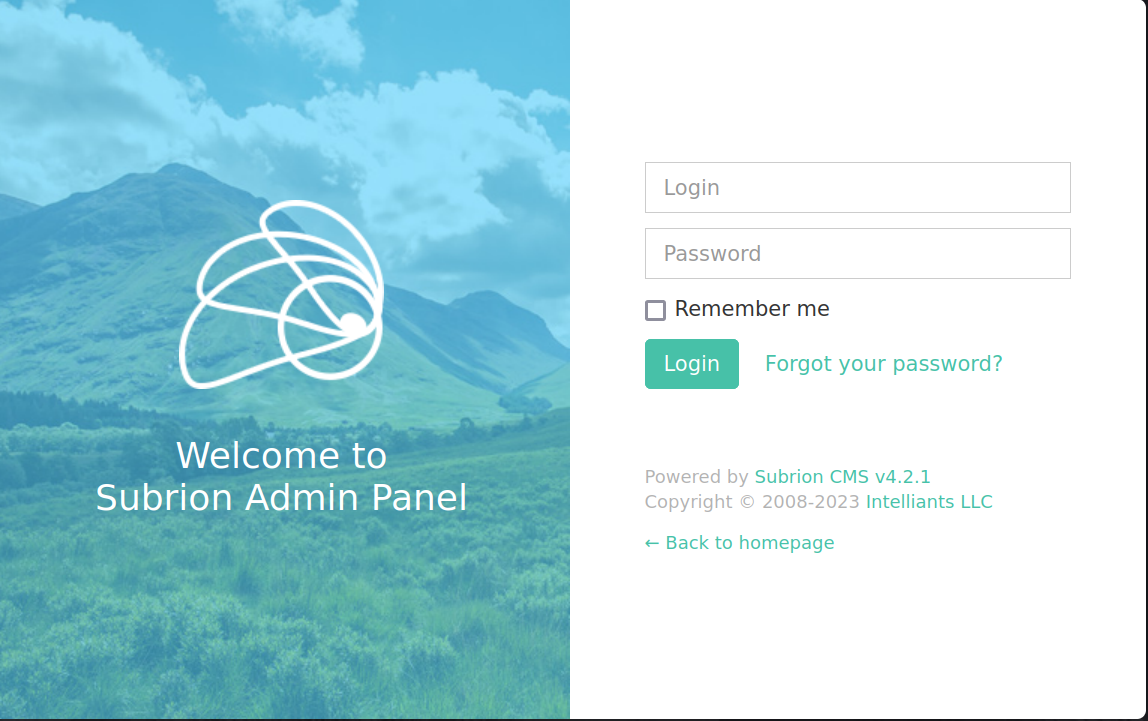 Welcome to
Subrion Admin Panel
Login
Password
Remember me
Login Forgot your password?
Powered by Subrion CMS v4.2.1
Copyright © 2008-2023 Intelliants LLC
← Back to homepage